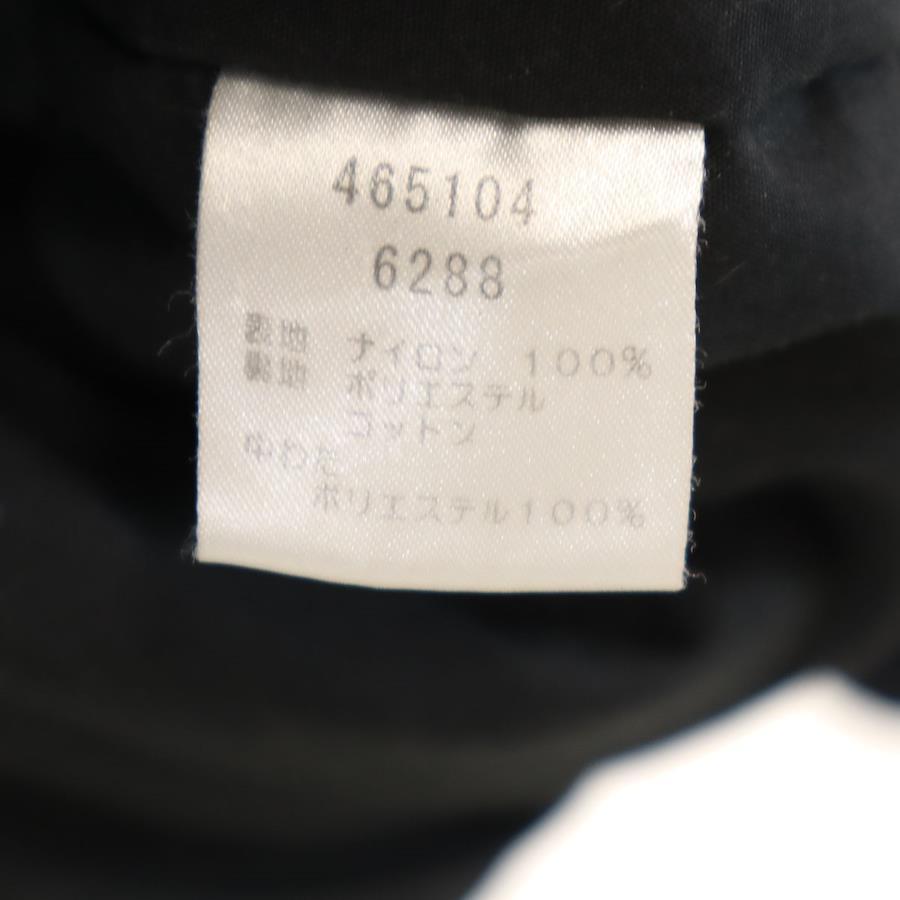 465104
6288
表地 ナイロン 100%
裏地 ポリエステル
コットン
中わた
ポリエステル100%